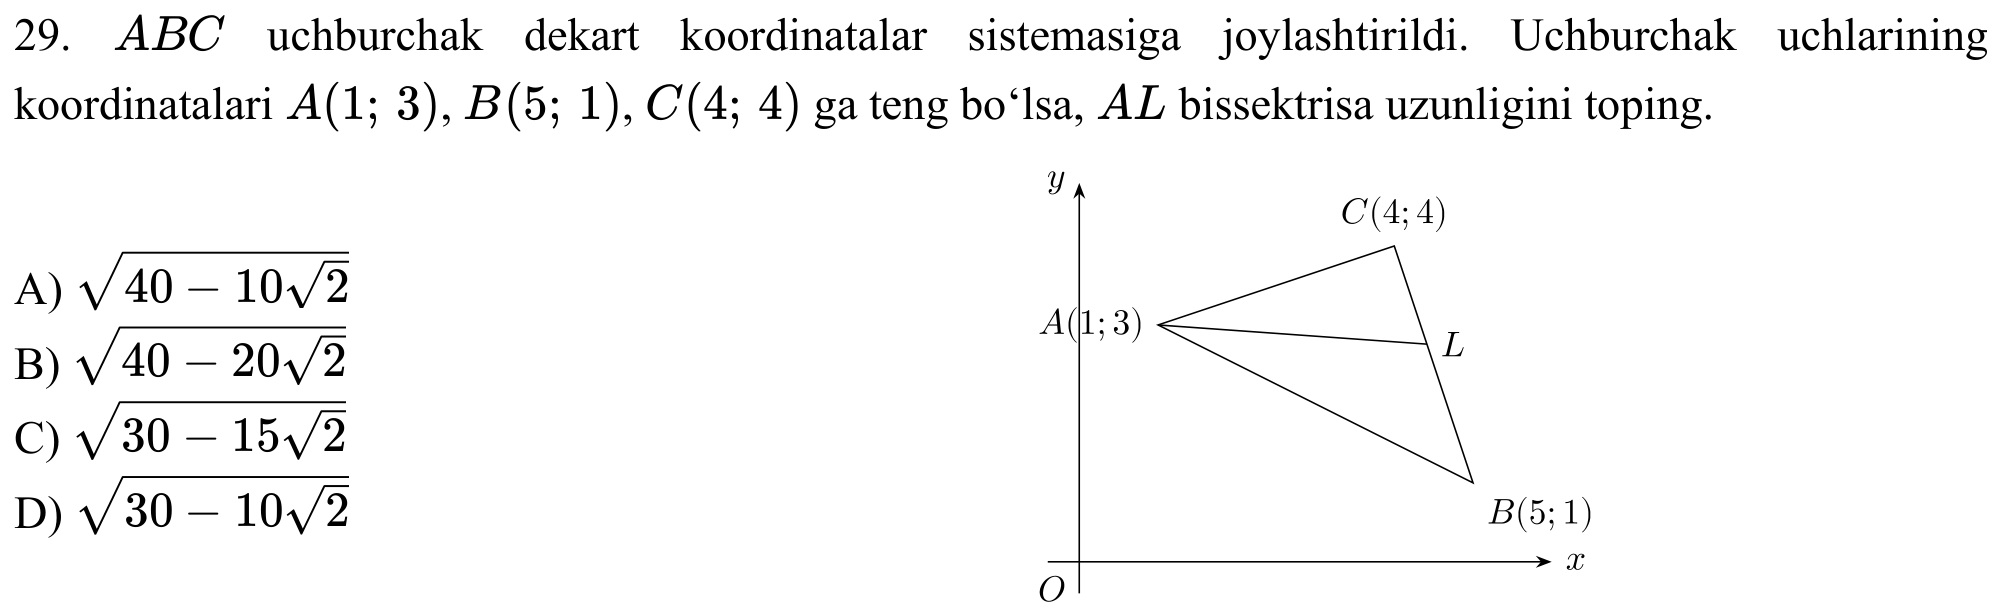 29. ABC uchburchak dekart koordinatalar sistemasiga joylashtirildi. Uchburchak uchlarining
koordinatalari A(1; 3), B(5; 1), C(4; 4) ga teng bo‘lsa, AL bissektrisa uzunligini toping.
A) √(40 − 10√2)
B) √(40 − 20√2)
C) √(30 − 15√2)
D) √(30 − 10√2)
y
C(4; 4)
A(1; 3)
L
B(5; 1)
x
O